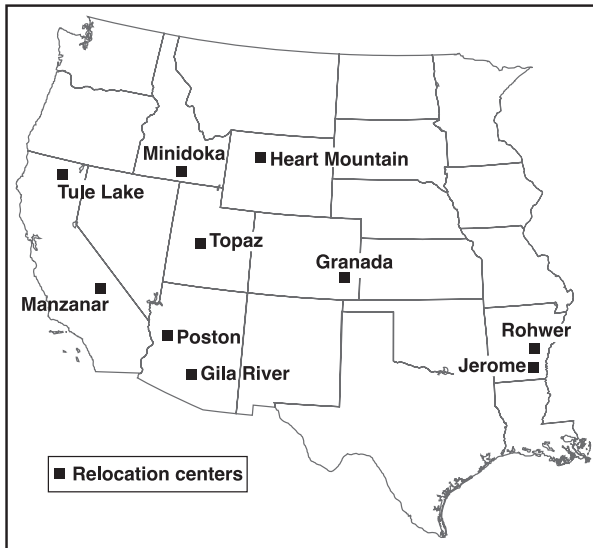 Minidoka
Heart Mountain
Tule Lake
Topaz
Granada
Manzanar
Rohwer
Poston
Jerome
Gila River
Relocation centers